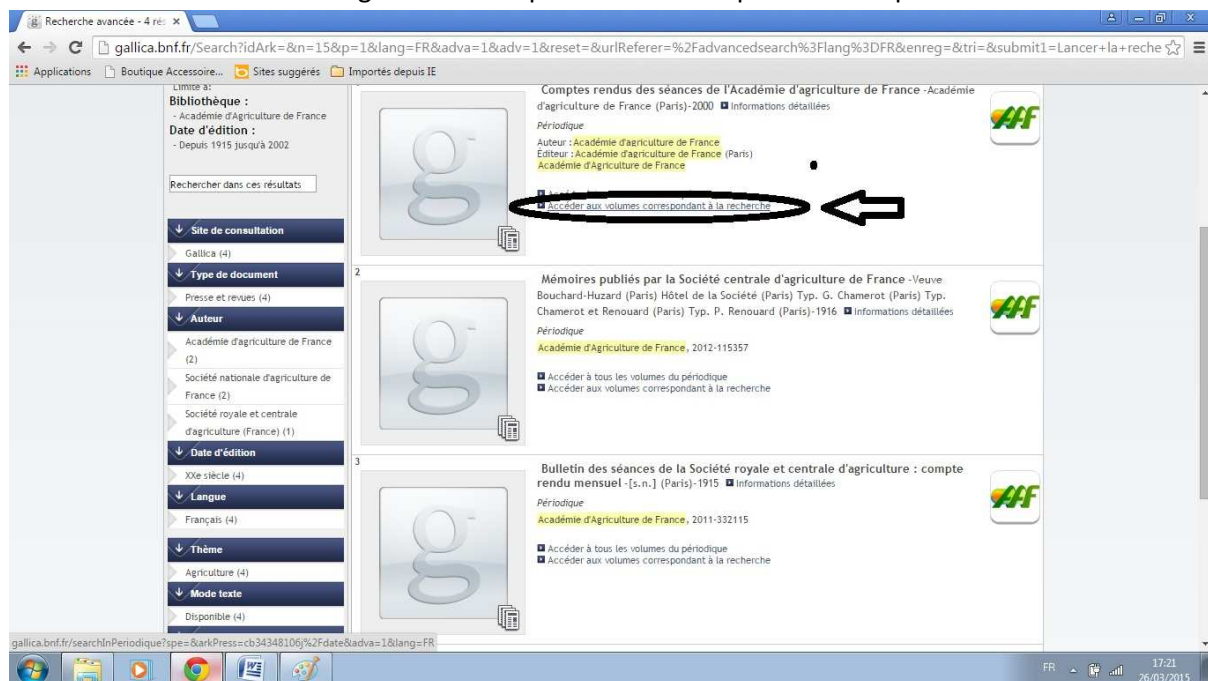 Recherche avancée - 4 rés
gallica.bnf.fr/Search?idArk=&n=15&p=1&lang=FR&adva=1&adv=1&reset=&urlReferer=%2Fadvancedsearch%3Flang%3DFR&enreg=&tri=&submit1=Lancer+la+reche
Applications Boutique Accessoire... Sites suggérés Importés depuis IE
Limité à:
Bibliothèque :
- Académie d'Agriculture de France
Date d'édition :
- Depuis 1915 jusqu'à 2002
Rechercher dans ces résultats
Site de consultation
Gallica (4)
Type de document
Presse et revues (4)
Auteur
Académie d'agriculture de France
(2)
Société nationale d'agriculture de
France (2)
Société royale et centrale
d'agriculture (France) (1)
Date d'édition
XXe siècle (4)
Langue
Français (4)
Thème
Agriculture (4)
Mode texte
Disponible (4)
Comptes rendus des séances de l'Académie d'agriculture de France -Académie
d'agriculture de France (Paris)-2000 Informations détaillées
Périodique
Auteur : Académie d'agriculture de France
Éditeur : Académie d'agriculture de France (Paris)
Académie d'Agriculture de France
Accéder aux volumes correspondant à la recherche
g
AAF
2
Mémoires publiés par la Société centrale d'agriculture de France -Veuve
Bouchard-Huzard (Paris) Hôtel de la Société (Paris) Typ. G. Chamerot (Paris) Typ.
Chamerot et Renouard (Paris) Typ. P. Renouard (Paris)-1916 Informations détaillées
Périodique
Académie d'Agriculture de France, 2012-115357
Accéder à tous les volumes du périodique
Accéder aux volumes correspondant à la recherche
g
AAF
3
Bulletin des séances de la Société royale et centrale d'agriculture : compte
rendu mensuel -[s.n.] (Paris)-1915 Informations détaillées
Périodique
Académie d'Agriculture de France, 2011-332115
Accéder à tous les volumes du périodique
Accéder aux volumes correspondant à la recherche
g
AAF
gallica.bnf.fr/searchInPeriodique?spe=&arkPress=cb34348106j%2Fdate&adva=1&lang=FR
FR 17:21
26/03/2015